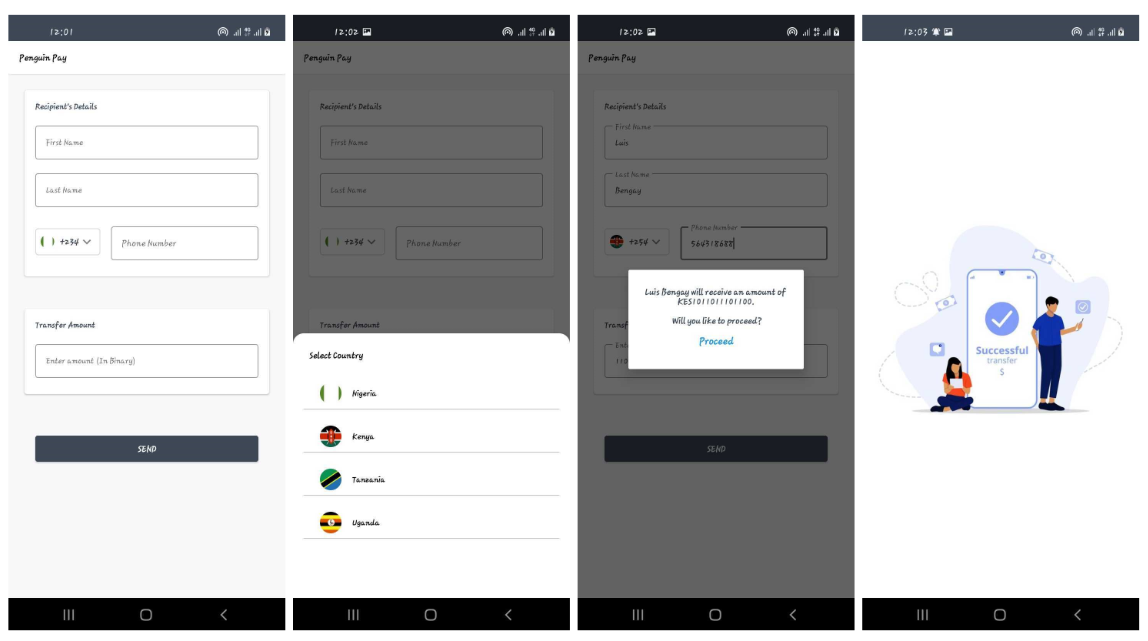 12:01
Penguin Pay
Recipient's Details
First Name
Last Name
+234
Phone Number
Transfer Amount
Enter amount (In Binary)
SEND
12:02
Penguin Pay
Recipient's Details
First Name
Last Name
+234
Phone Number
Transfer Amount
Select Country
Nigeria
Kenya
Tanzania
Uganda
12:02
Penguin Pay
Recipient's Details
First Name
Luis
Last Name
Bengay
+254
Phone Number
564318688
Luis Bengay will receive an amount of
KES1011011101100.
Will you like to proceed?
Proceed
SEND
12:03
Successful
transfer
$